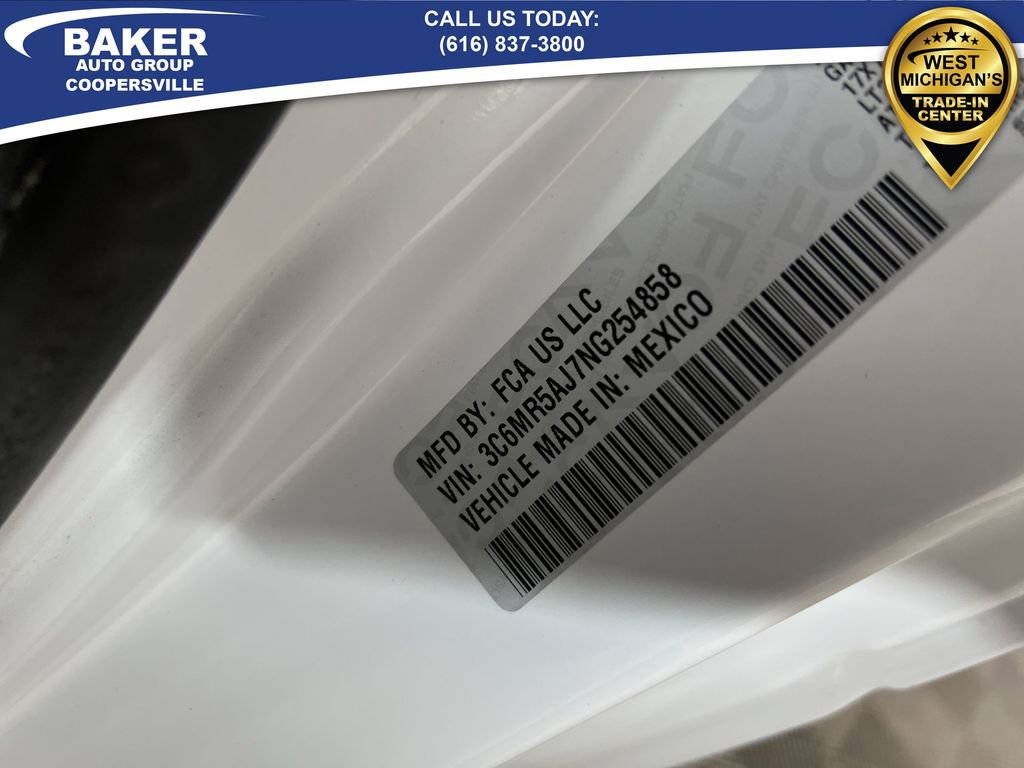 BAKER
AUTO GROUP
COOPERSVILLE
CALL US TODAY:
(616) 837-3800
WEST
MICHIGAN'S
TRADE-IN
CENTER
MFD BY: FCA US LLC
VIN: 3C6MR5AJ7NG254858
VEHICLE MADE IN: MEXICO
17X